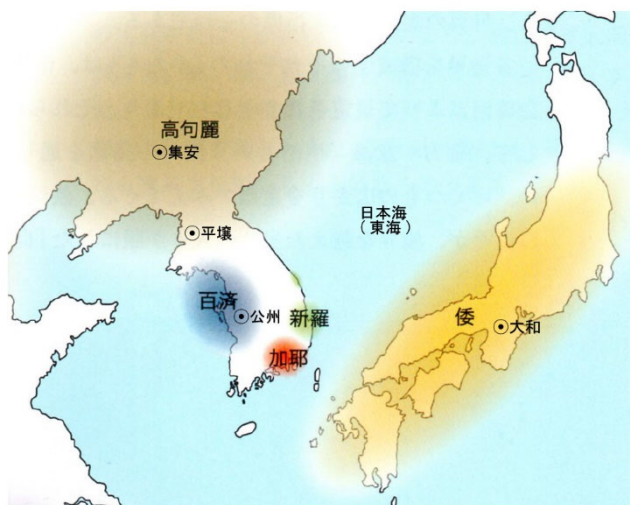 高句麗
集安
平壌
日本海
(東海)
百済
公州
新羅
倭
大和
加耶